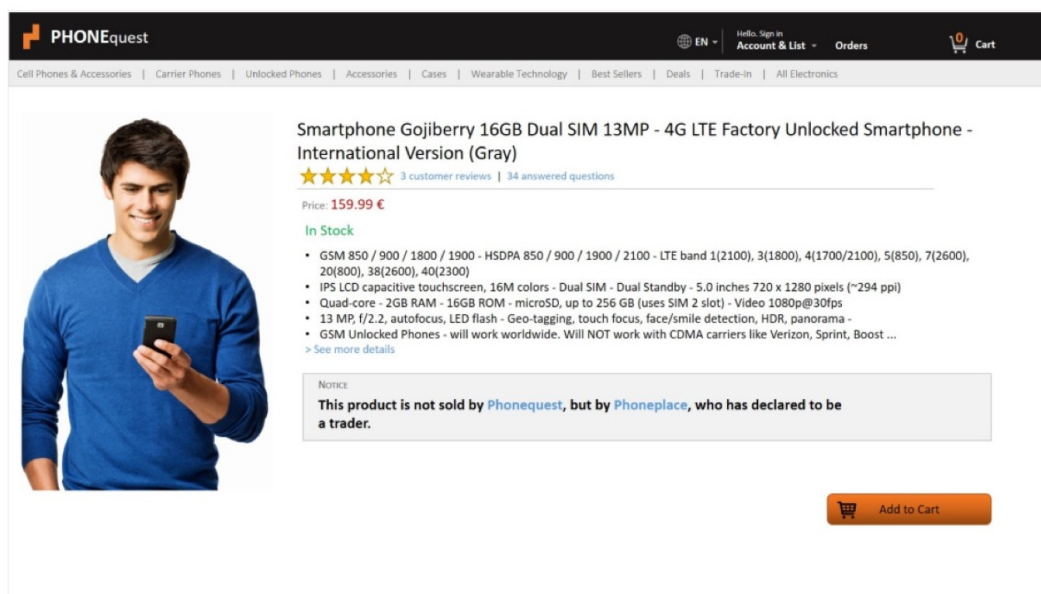 PHONEquest
EN
Hello. Sign in
Account & List
Orders
0
Cart
Cell Phones & Accessories | Carrier Phones | Unlocked Phones | Accessories | Cases | Wearable Technology | Best Sellers | Deals | Trade-In | All Electronics
Smartphone Gojiberry 16GB Dual SIM 13MP - 4G LTE Factory Unlocked Smartphone -
International Version (Gray)
3 customer reviews | 34 answered questions
Price: 159.99 €
In Stock
• GSM 850 / 900 / 1800 / 1900 - HSDPA 850 / 900 / 1900 / 2100 - LTE band 1(2100), 3(1800), 4(1700/2100), 5(850), 7(2600),
20(800), 38(2600), 40(2300)
• IPS LCD capacitive touchscreen, 16M colors - Dual SIM - Dual Standby - 5.0 inches 720 x 1280 pixels (~294 ppi)
• Quad-core - 2GB RAM - 16GB ROM - microSD, up to 256 GB (uses SIM 2 slot) - Video 1080p@30fps
• 13 MP, f/2.2, autofocus, LED flash - Geo-tagging, touch focus, face/smile detection, HDR, panorama -
• GSM Unlocked Phones - will work worldwide. Will NOT work with CDMA carriers like Verizon, Sprint, Boost ...
> See more details
NOTICE
This product is not sold by Phonequest, but by Phoneplace, who has declared to be
a trader.
Add to Cart